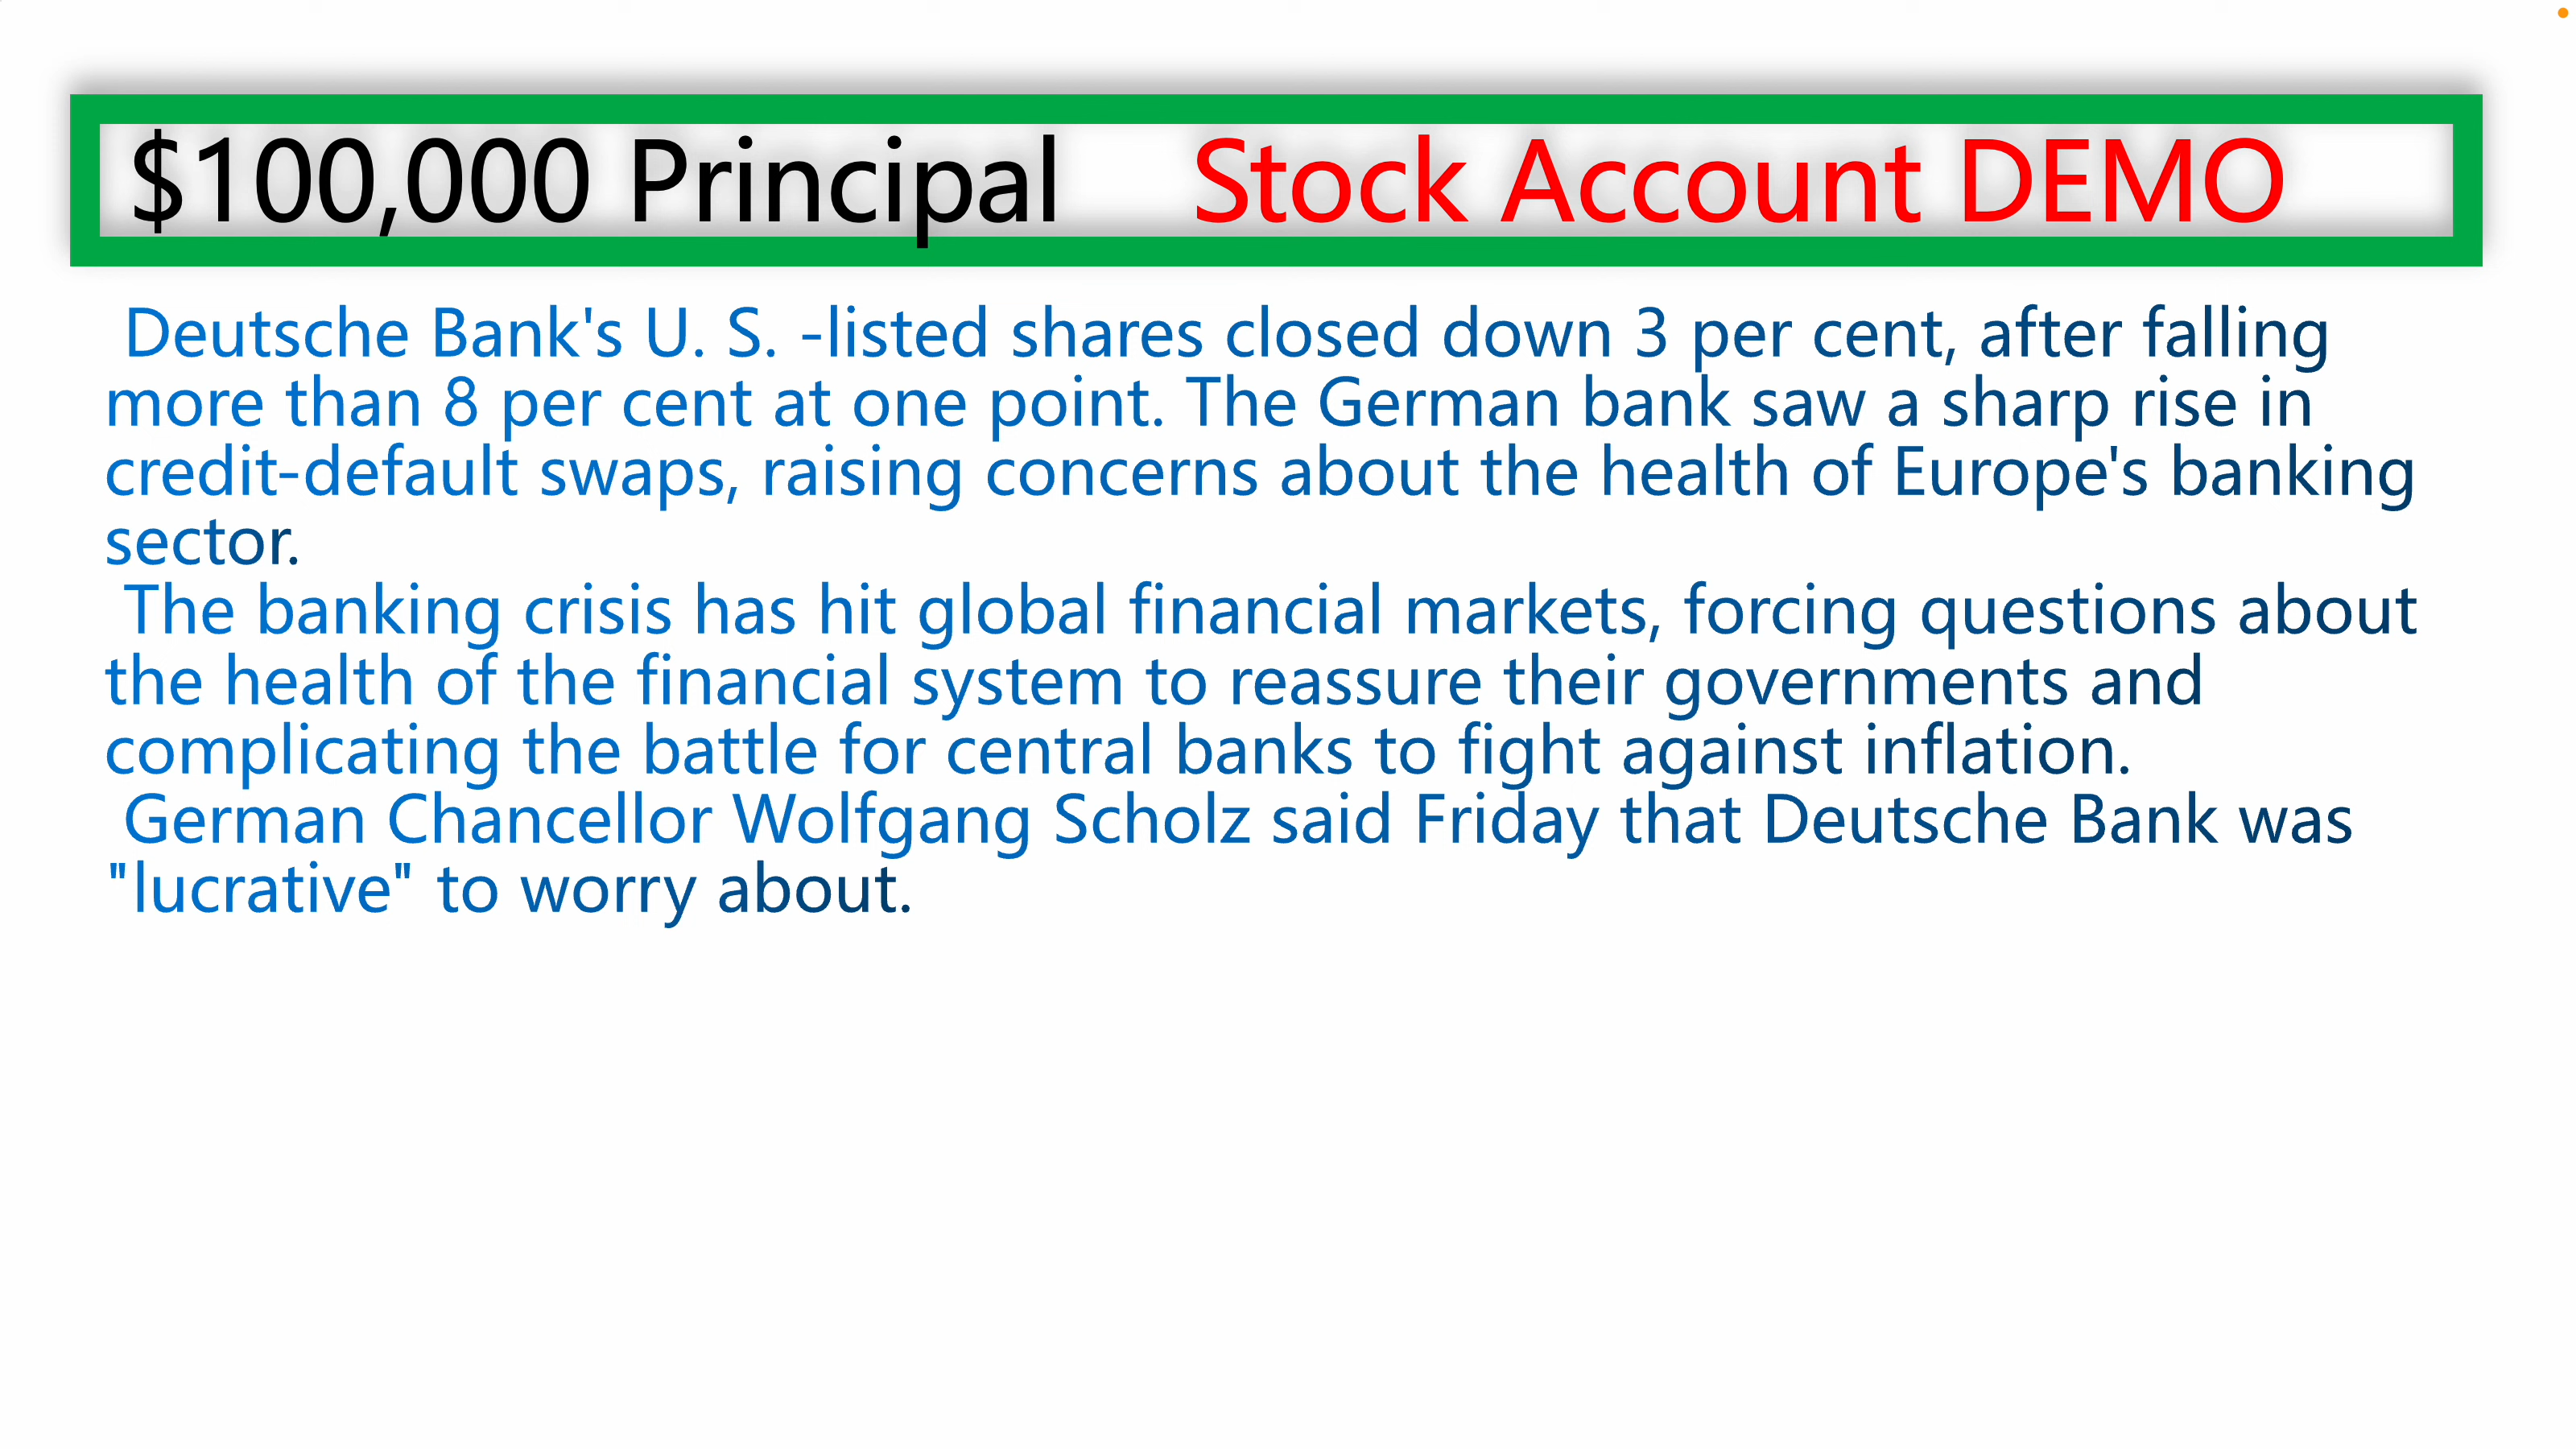 $100,000 Principal Stock Account DEMO
Deutsche Bank's U. S. -listed shares closed down 3 per cent, after falling
more than 8 per cent at one point. The German bank saw a sharp rise in
credit-default swaps, raising concerns about the health of Europe's banking
sector.
The banking crisis has hit global financial markets, forcing questions about
the health of the financial system to reassure their governments and
complicating the battle for central banks to fight against inflation.
German Chancellor Wolfgang Scholz said Friday that Deutsche Bank was
"lucrative" to worry about.